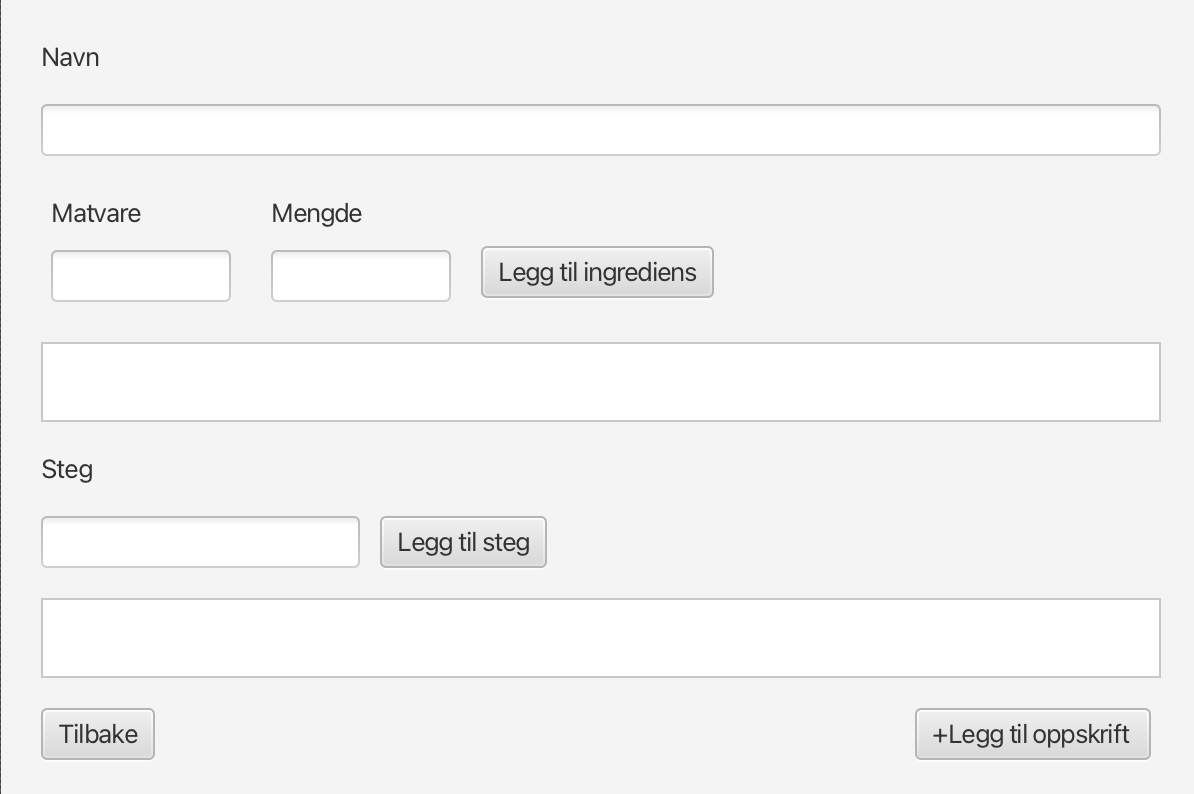 Navn
Matvare Mengde
Legg til ingrediens
Steg
Legg til steg
Tilbake +Legg til oppskrift